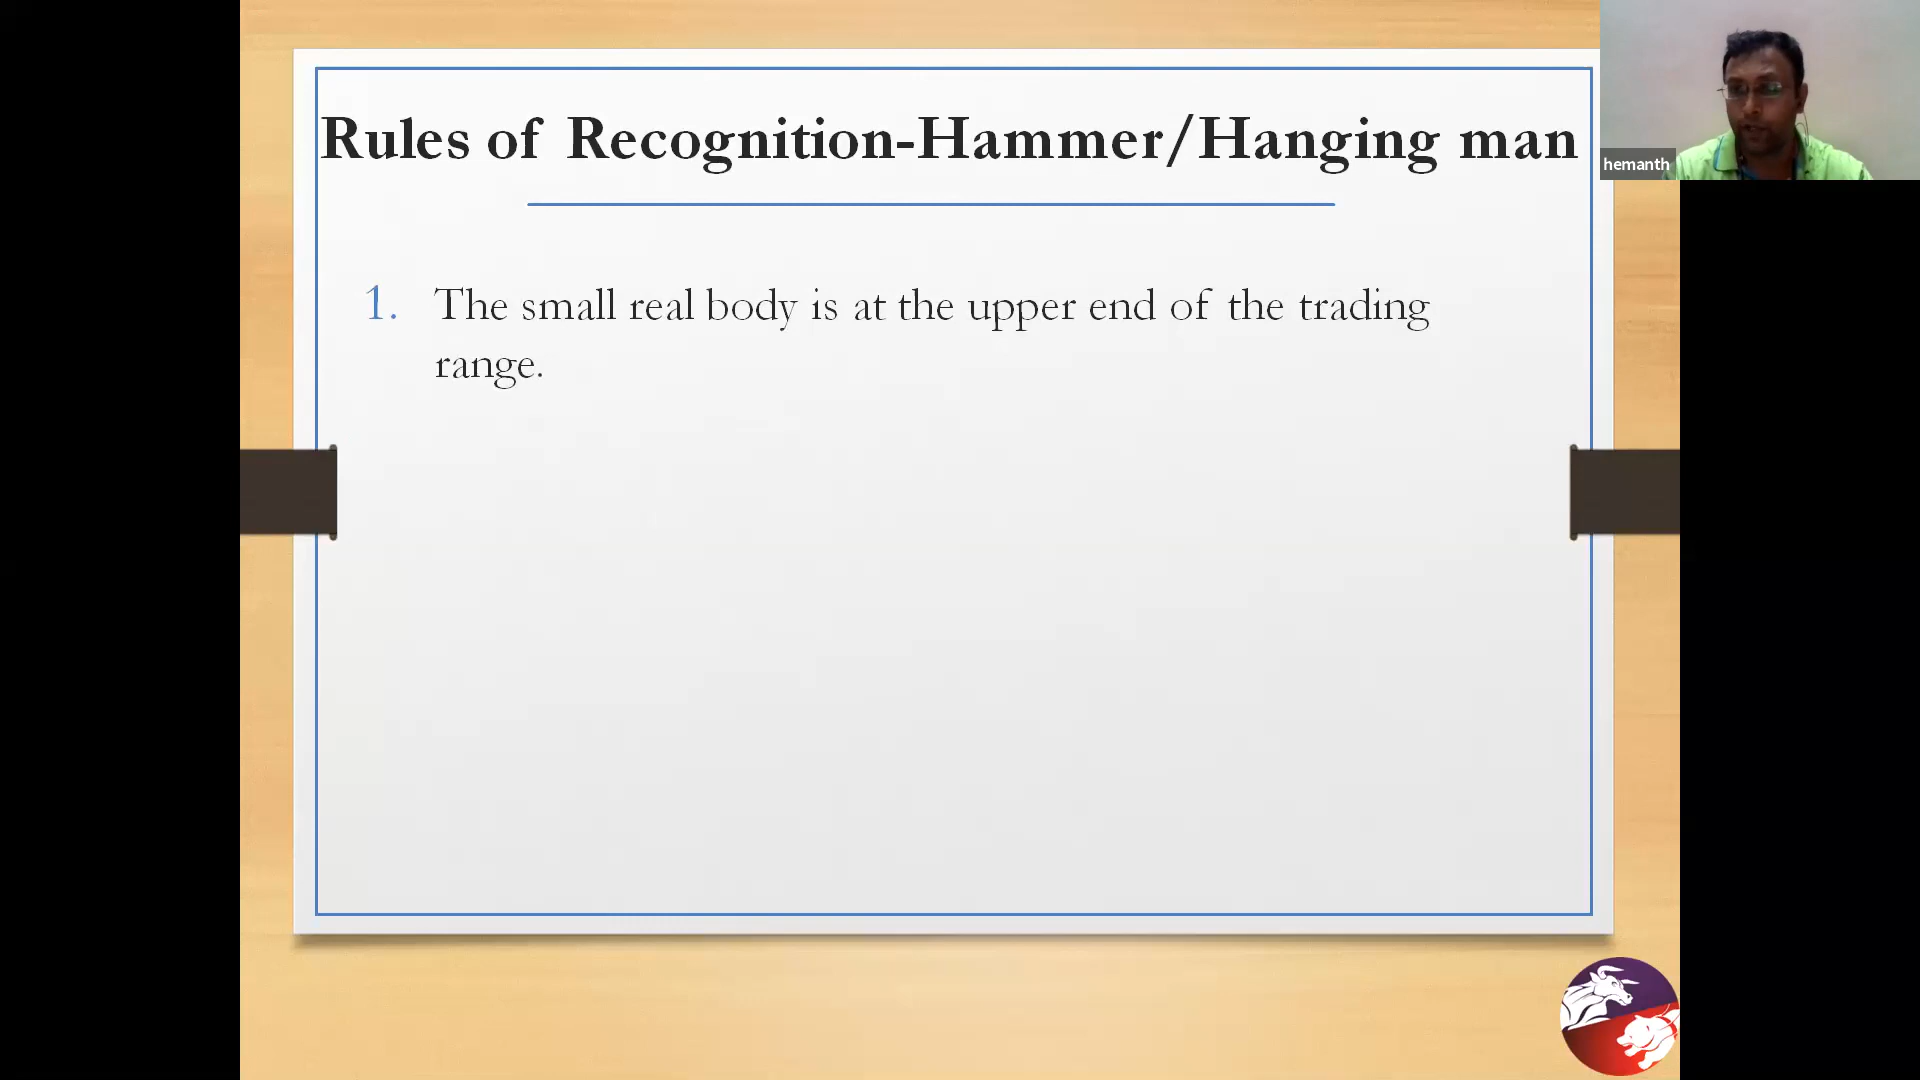 Rules of Recognition-Hammer/Hanging man
hemanth
1. The small real body is at the upper end of the trading
range.